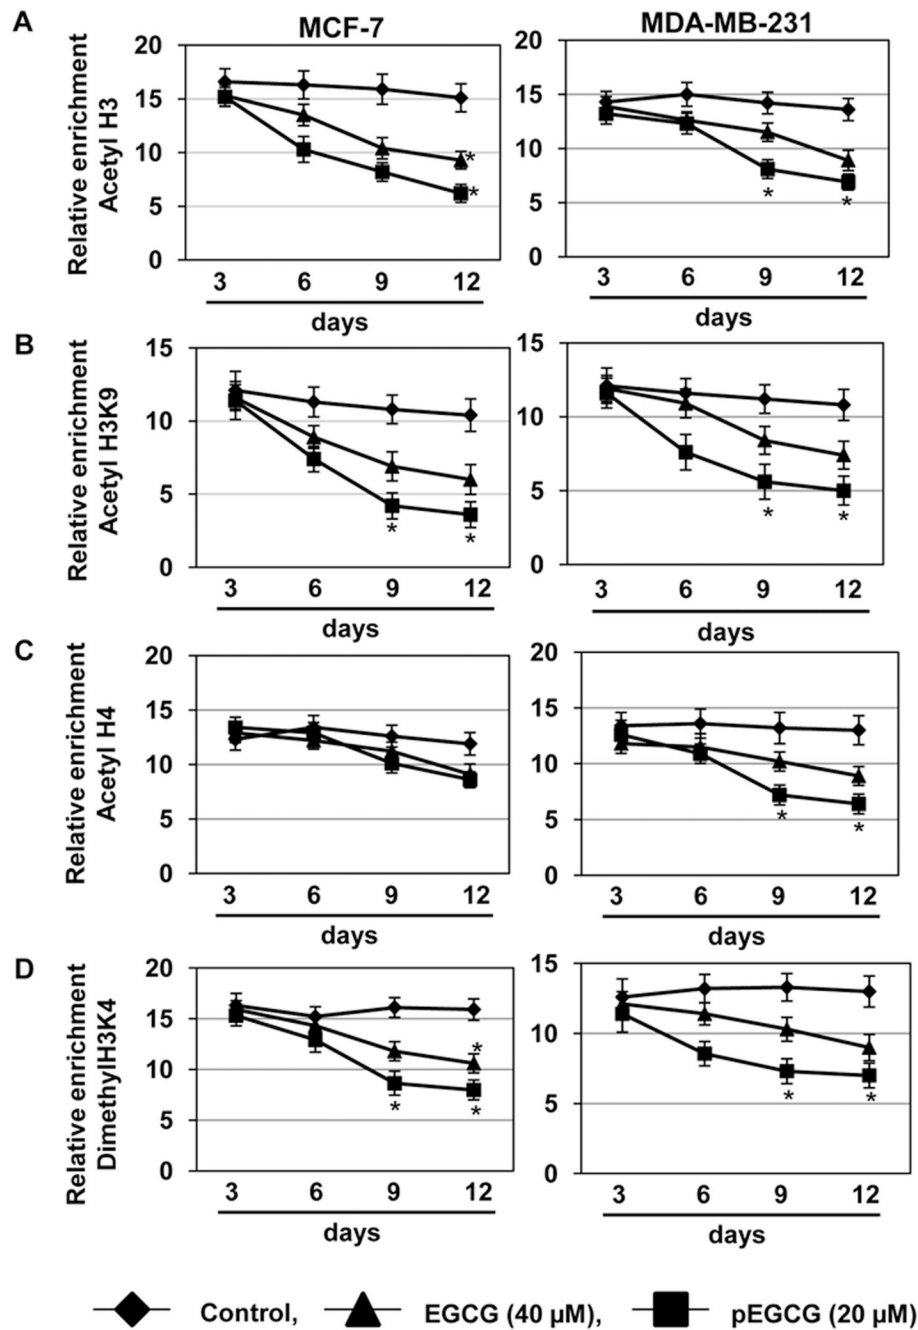 A
MCF-7
MDA-MB-231
Relative enrichment
Acetyl H3
20
15
10
5
0
*
*
3 6 9 12
days
20
15
10
5
0
*
*
3 6 9 12
days
B
Relative enrichment
Acetyl H3K9
15
10
5
0
*
*
3 6 9 12
days
15
10
5
0
*
*
3 6 9 12
days
C
Relative enrichment
Acetyl H4
20
15
10
5
0
3 6 9 12
days
20
15
10
5
0
*
*
3 6 9 12
days
D
Relative enrichment
DimethylH3K4
20
15
10
5
0
*
*
*
3 6 9 12
days
15
10
5
0
*
*
3 6 9 12
days
Control, EGCG (40 µM), pEGCG (20 µM)